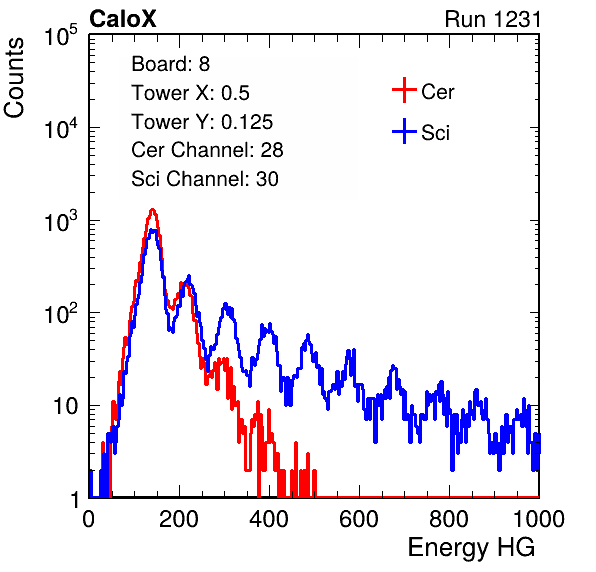 CaloX Run 1231
Counts
Board: 8
Tower X: 0.5
Tower Y: 0.125
Cer Channel: 28
Sci Channel: 30
Cer
Sci
10^5
10^4
10^3
10^2
10
1
0 200 400 600 800 1000
Energy HG